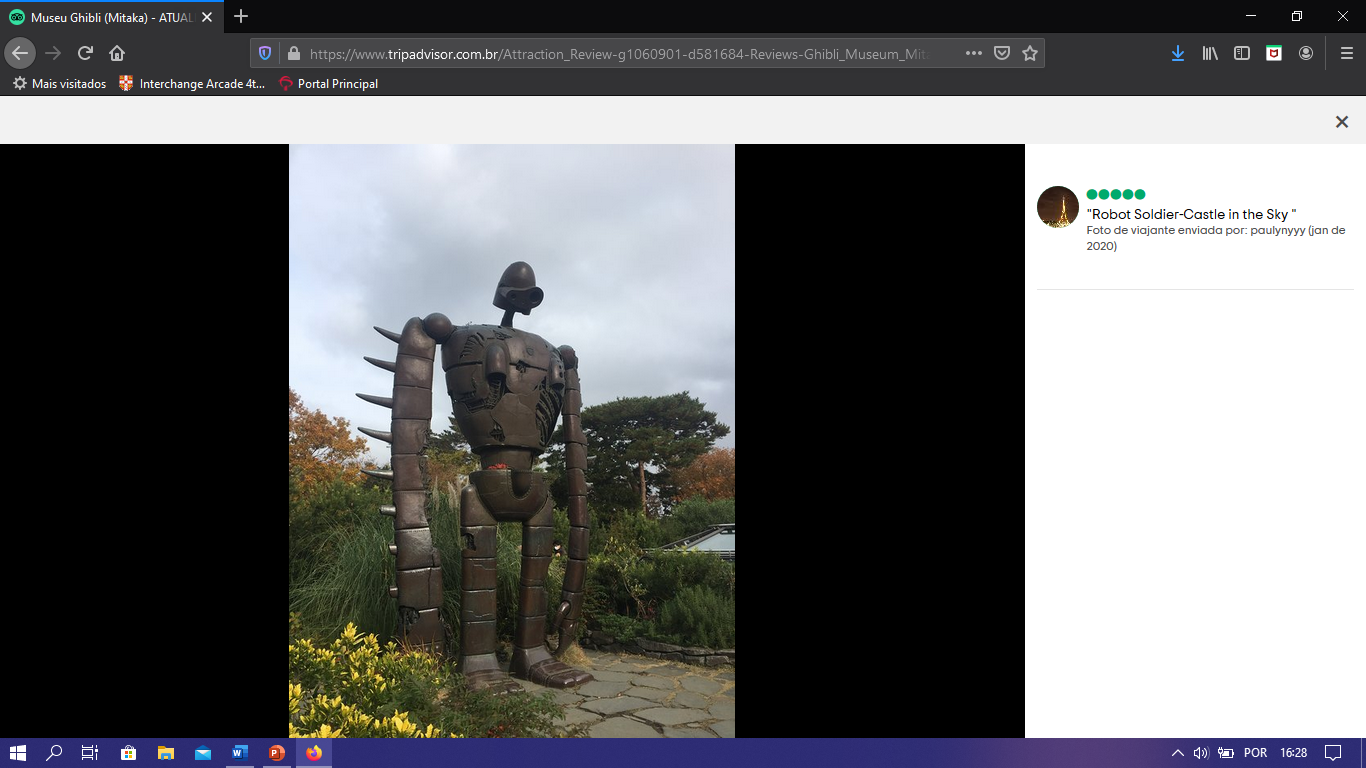 Museu Ghibli (Mitaka) - ATUAL
https://www.tripadvisor.com.br/Attraction_Review-g1060901-d581684-Reviews-Ghibli_Museum_Mit
Mais visitados
Interchange Arcade 4t...
Portal Principal
"Robot Soldier-Castle in the Sky "
Foto de viajante enviada por: paulynyyy (jan de
2020)
POR
16:28